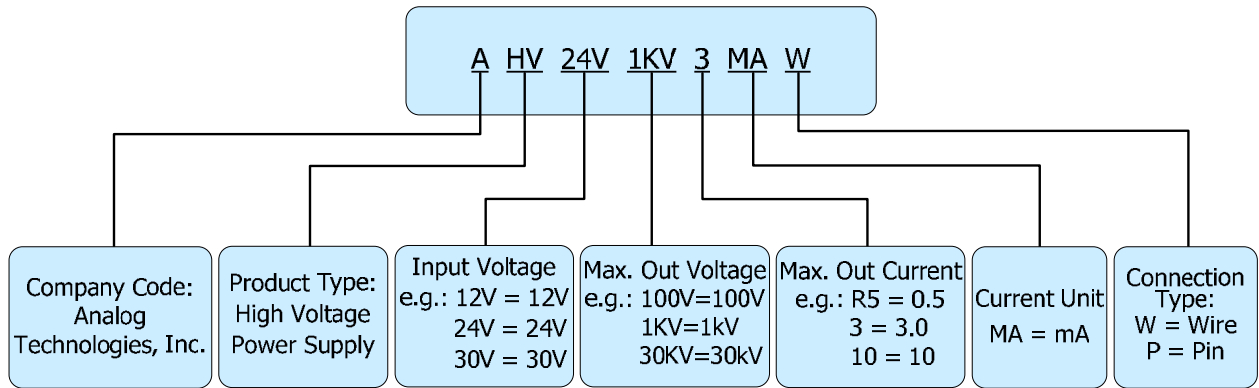 A HV 24V 1KV 3 MA W
Company Code:
Analog
Technologies, Inc.
Product Type:
High Voltage
Power Supply
Input Voltage
e.g.: 12V = 12V
24V = 24V
30V = 30V
Max. Out Voltage
e.g.: 100V=100V
1KV=1kV
30KV=30kV
Max. Out Current
e.g.: R5 = 0.5
3 = 3.0
10 = 10
Current Unit
MA = mA
Connection
Type:
W = Wire
P = Pin